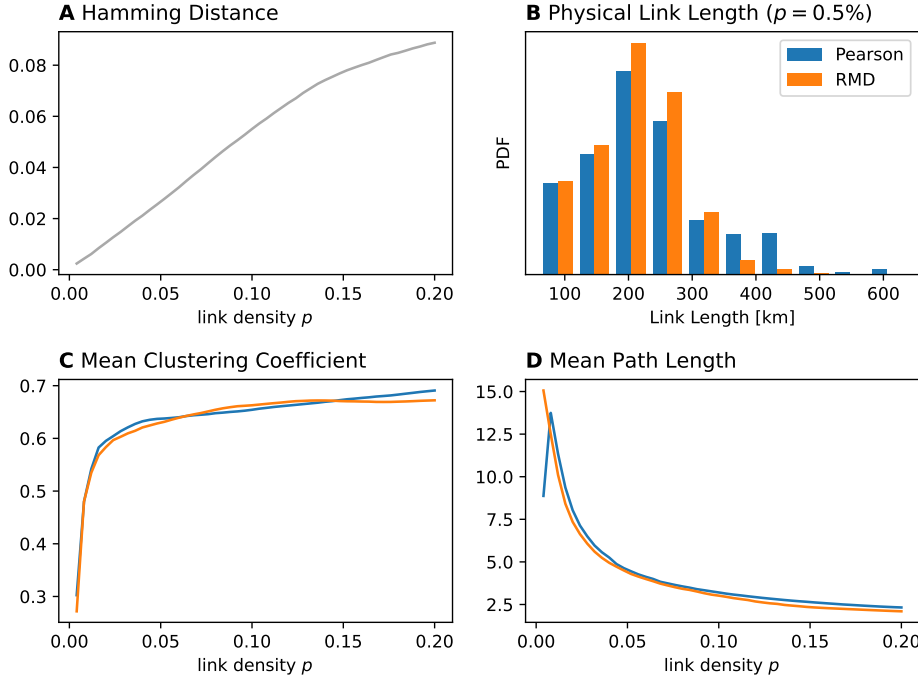 A Hamming Distance
0.08
0.06
0.04
0.02
0.00
0.00 0.05 0.10 0.15 0.20
link density p
B Physical Link Length (p = 0.5%)
Pearson
RMD
PDF
100 200 300 400 500 600
Link Length [km]
C Mean Clustering Coefficient
0.7
0.6
0.5
0.4
0.3
0.00 0.05 0.10 0.15 0.20
link density p
D Mean Path Length
15.0
12.5
10.0
7.5
5.0
2.5
0.00 0.05 0.10 0.15 0.20
link density p